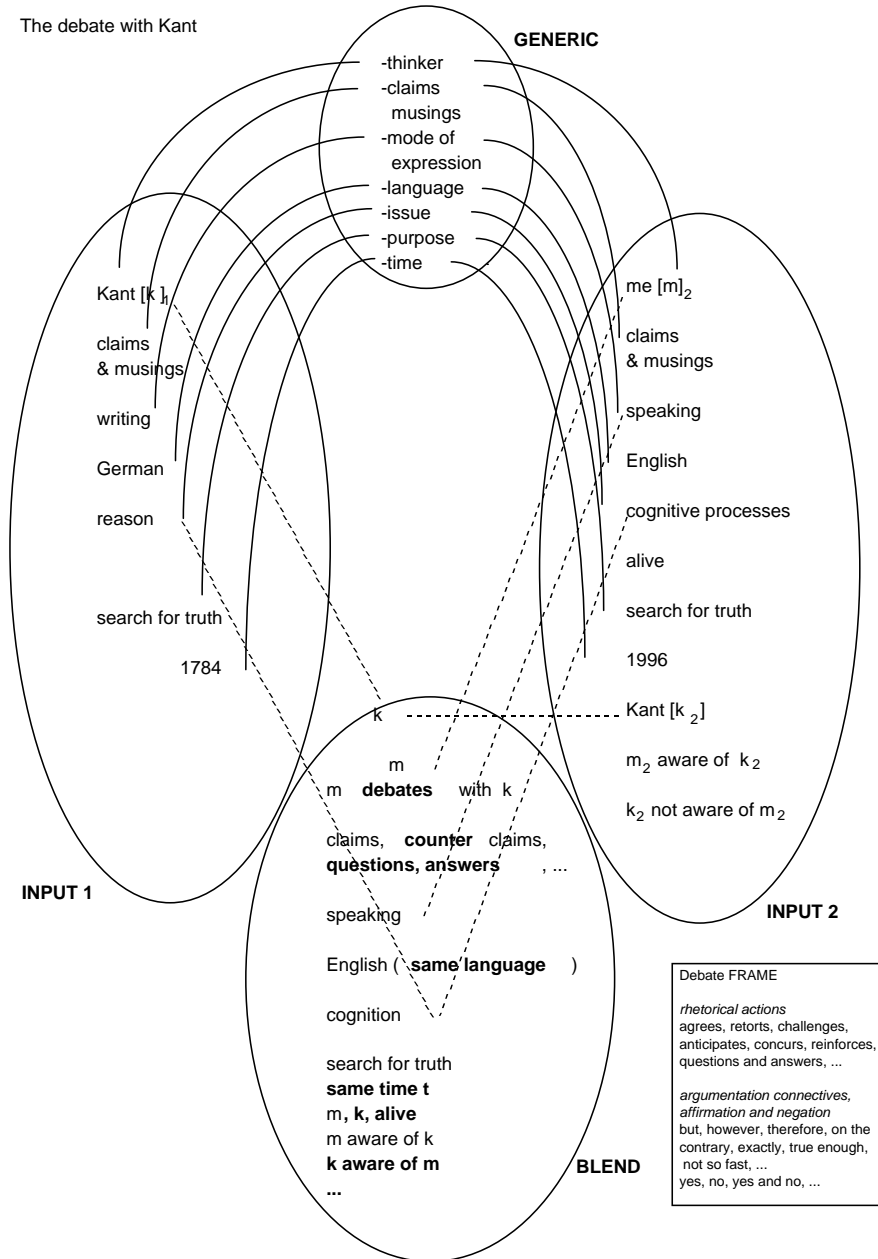 The debate with Kant
GENERIC
-thinker
-claims
musings
-mode of
expression
-language
-issue
-purpose
-time
Kant [k ]1
claims
& musings
writing
German
reason
search for truth
1784
INPUT 1
me [m]2
claims
& musings
speaking
English
cognitive processes
alive
search for truth
1996
Kant [k 2]
m2 aware of k2
k2 not aware of m2
INPUT 2
k
m
m debates with k
claims, counter claims,
questions, answers , ...
speaking
English ( same language )
cognition
search for truth
same time t
m, k, alive
m aware of k
k aware of m
...
BLEND
Debate FRAME
rhetorical actions
agrees, retorts, challenges,
anticipates, concurs, reinforces,
questions and answers, ...
argumentation connectives,
affirmation and negation
but, however, therefore, on the
contrary, exactly, true enough,
not so fast, ...
yes, no, yes and no, ...